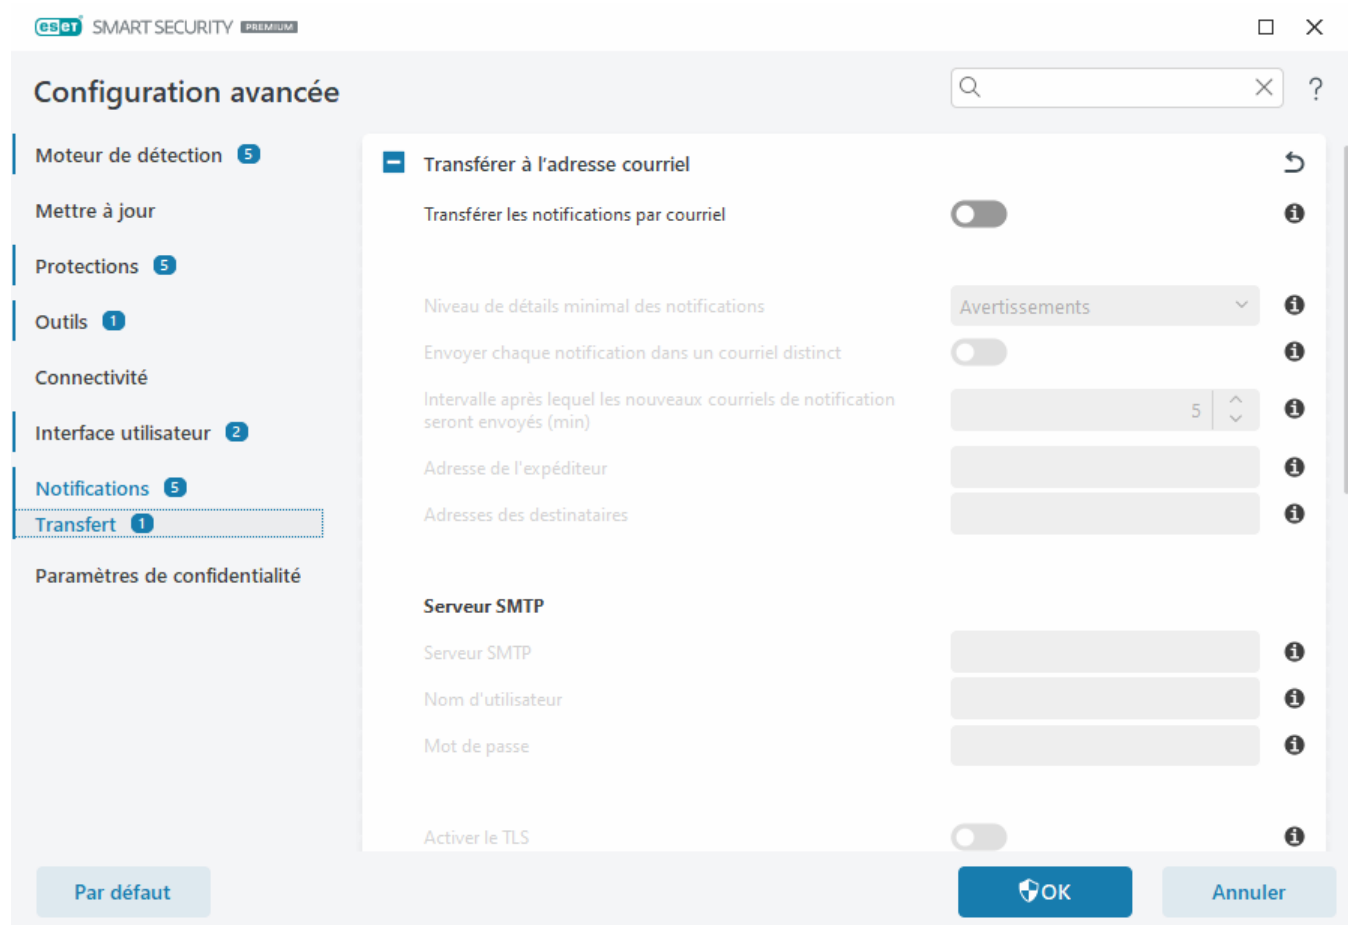 eset SMART SECURITY PREMIUM
Configuration avancée
?
Moteur de détection 5
Mettre à jour
Protections 5
Outils 1
Connectivité
Interface utilisateur 2
Notifications 5
Transfert 1
Paramètres de confidentialité
Transférer à l'adresse courriel
Transférer les notifications par courriel
Niveau de détails minimal des notifications
Avertissements
Envoyer chaque notification dans un courriel distinct
Intervalle après lequel les nouveaux courriels de notification
seront envoyés (min)
5
Adresse de l'expéditeur
Adresses des destinataires
Serveur SMTP
Serveur SMTP
Nom d'utilisateur
Mot de passe
Activer le TLS
Par défaut
OK
Annuler